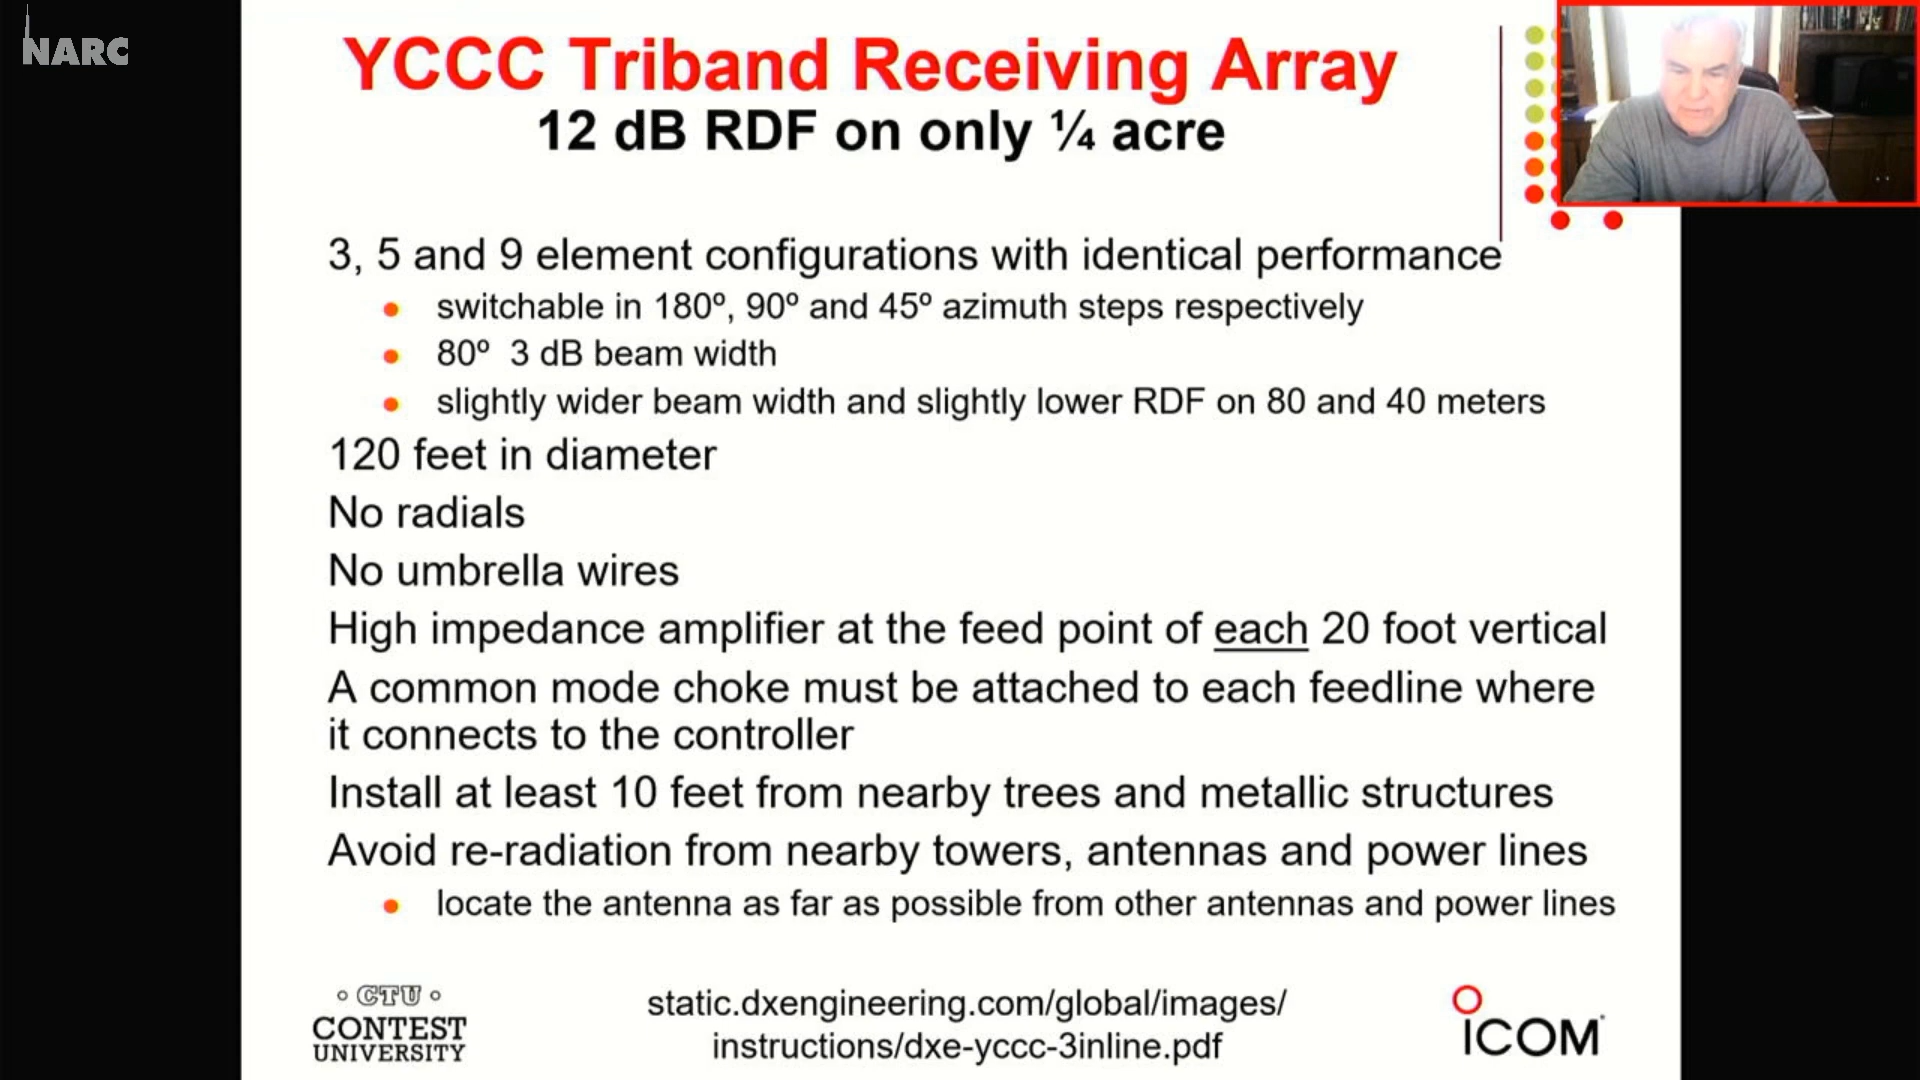 NARC
YCCC Triband Receiving Array
12 dB RDF on only ¼ acre
3, 5 and 9 element configurations with identical performance
switchable in 180º, 90º and 45º azimuth steps respectively
80º 3 dB beam width
slightly wider beam width and slightly lower RDF on 80 and 40 meters
120 feet in diameter
No radials
No umbrella wires
High impedance amplifier at the feed point of each 20 foot vertical
A common mode choke must be attached to each feedline where
it connects to the controller
Install at least 10 feet from nearby trees and metallic structures
Avoid re-radiation from nearby towers, antennas and power lines
locate the antenna as far as possible from other antennas and power lines
CTU
CONTEST
UNIVERSITY
static.dxengineering.com/global/images/
instructions/dxe-yccc-3inline.pdf
ICOM